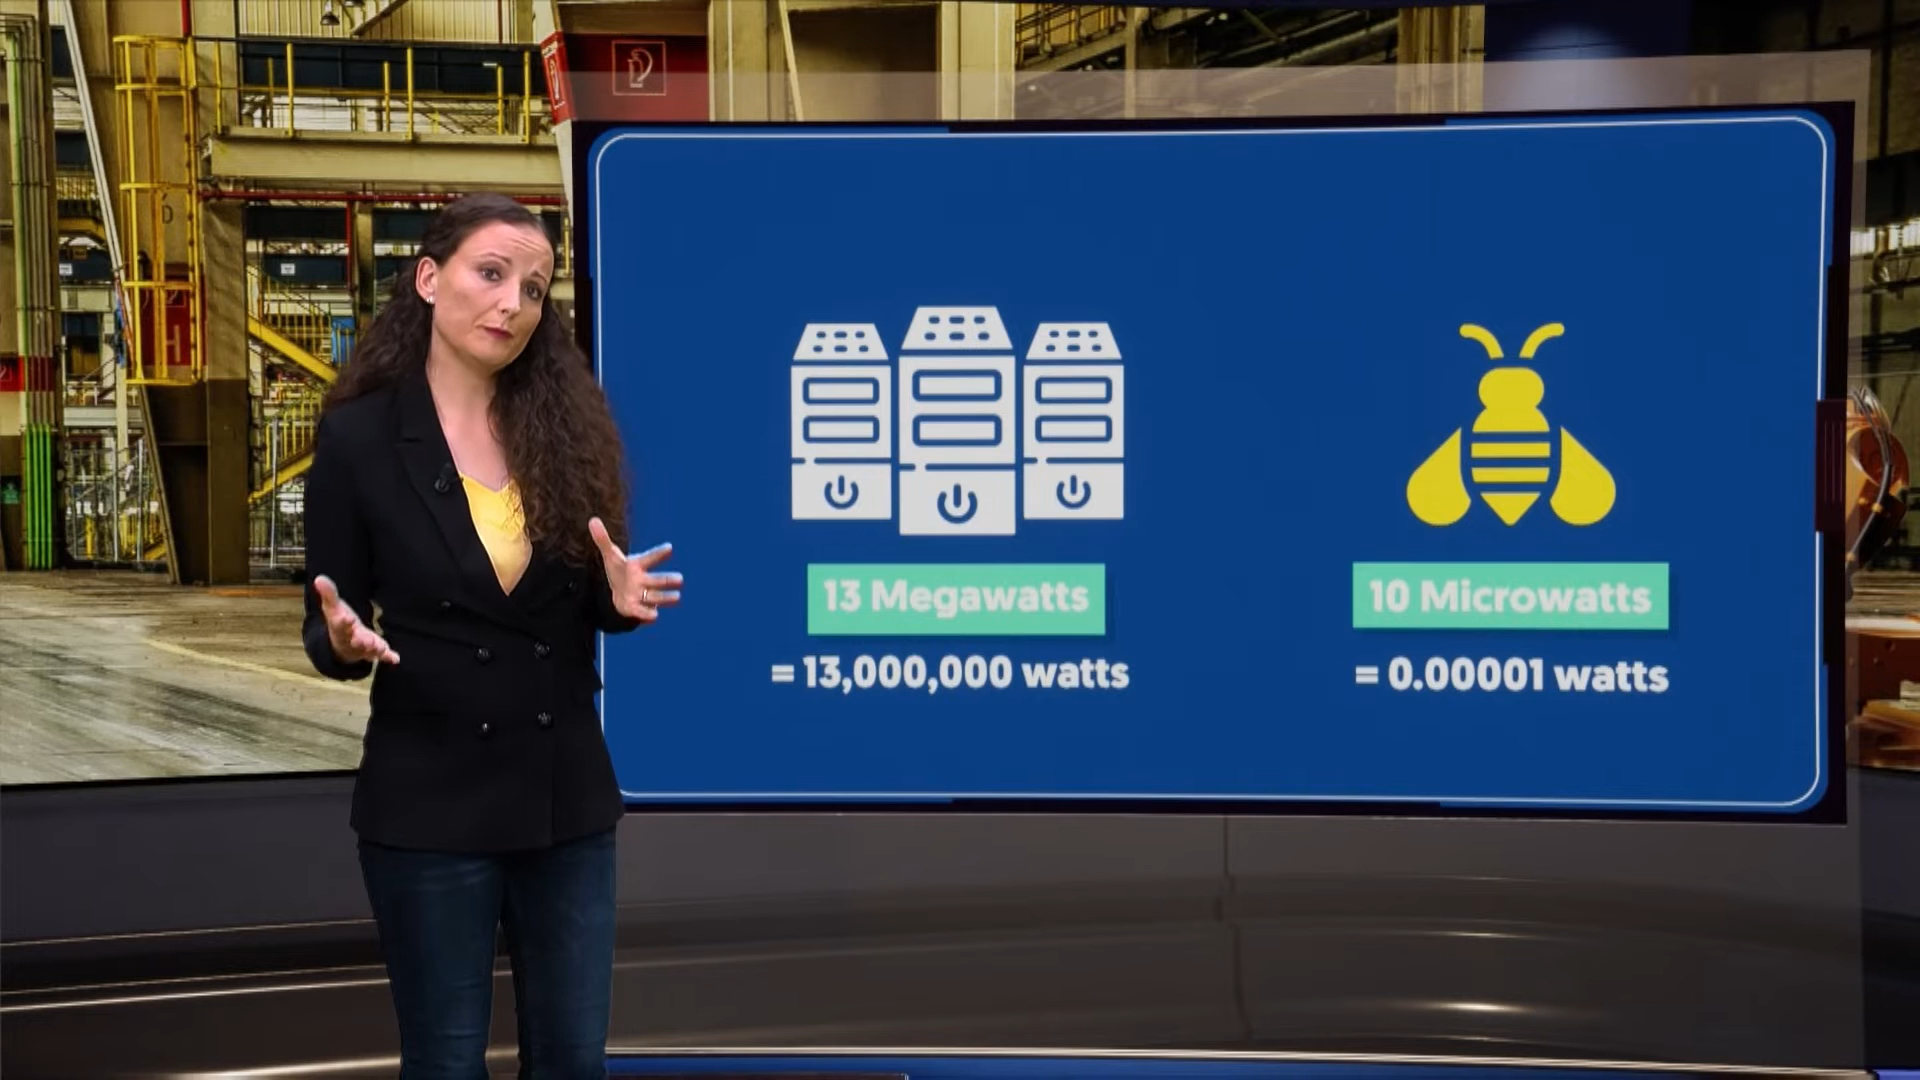 13 Megawatts
= 13,000,000 watts
10 Microwatts
= 0.00001 watts